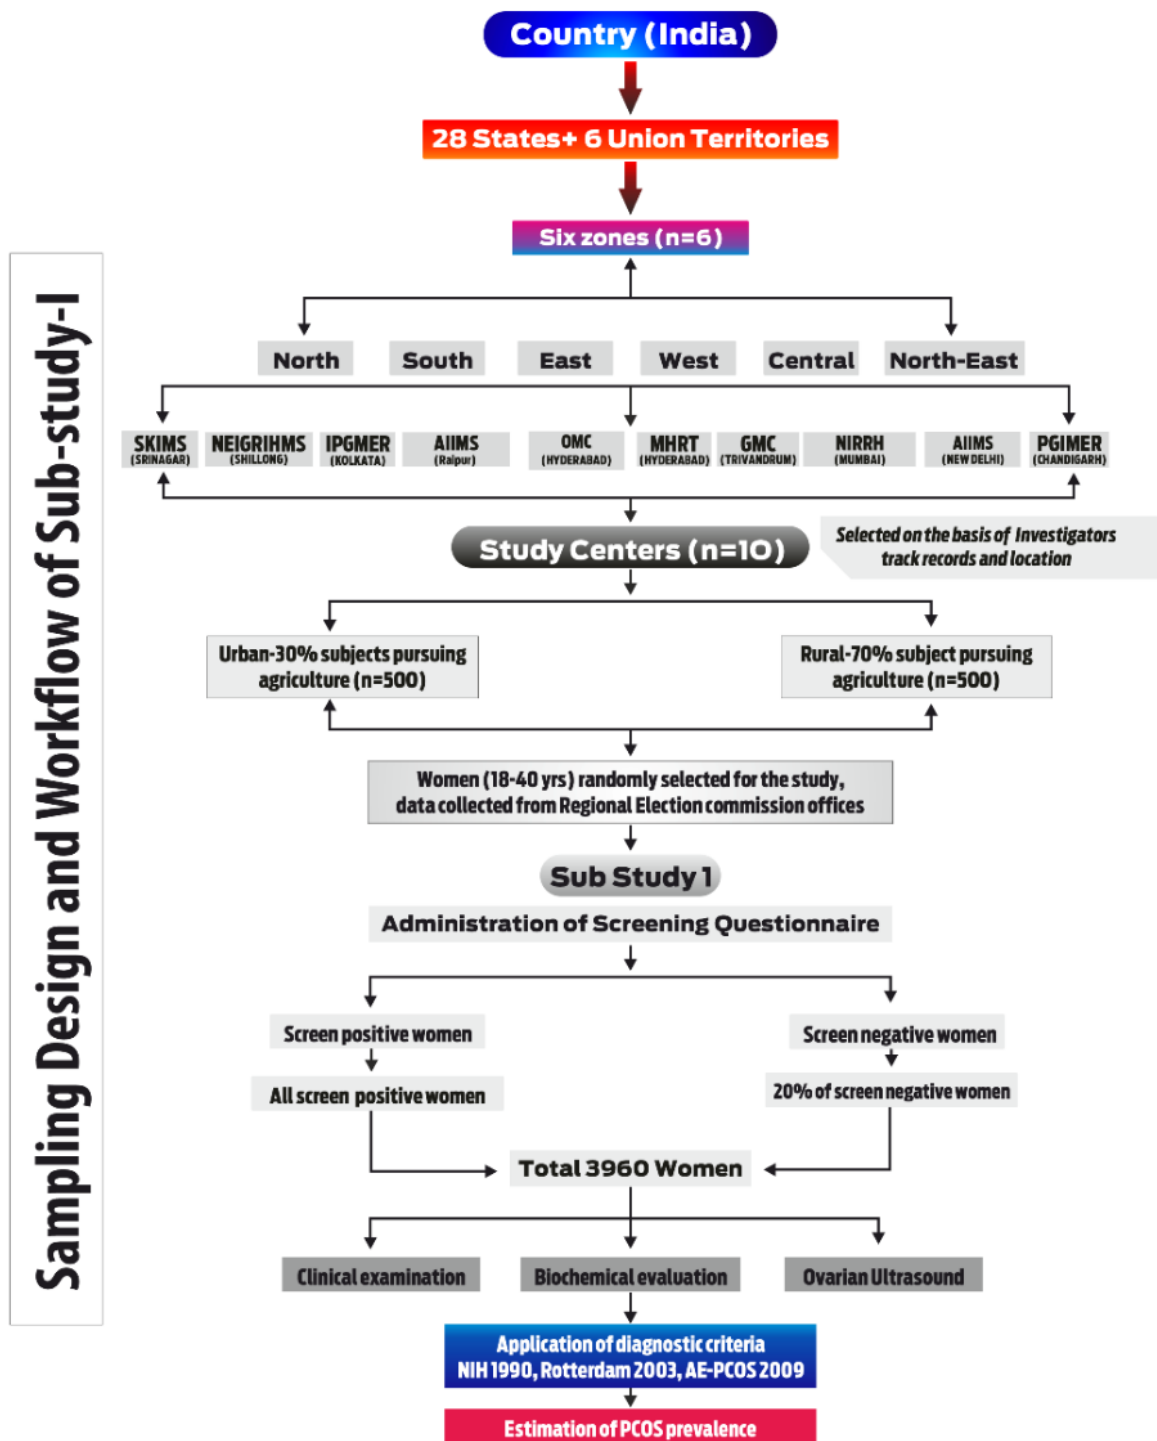 Sampling Design and Workflow of Sub-study-I
Country (India)
28 States+ 6 Union Territories
Six zones (n=6)
North
South
East
West
Central
North-East
SKIMS
(SRINAGAR)
NEIGRIHMS
(SHILLONG)
IPGMER
(KOLKATA)
AIIMS
(Raipur)
OMC
(HYDERABAD)
MHRT
(HYDERABAD)
GMC
(TRIVANDRUM)
NIRRH
(MUMBAI)
AIIMS
(NEW DELHI)
PGIMER
(CHANDIGARH)
Study Centers (n=10)
Selected on the basis of Investigators
track records and location
Urban-30% subjects pursuing
agriculture (n=500)
Rural-70% subject pursuing
agriculture (n=500)
Women (18-40 yrs) randomly selected for the study,
data collected from Regional Election commission offices
Sub Study 1
Administration of Screening Questionnaire
Screen positive women
Screen negative women
All screen positive women
20% of screen negative women
Total 3960 Women
Clinical examination
Biochemical evaluation
Ovarian Ultrasound
Application of diagnostic criteria
NIH 1990, Rotterdam 2003, AE-PCOS 2009
Estimation of PCOS prevalence